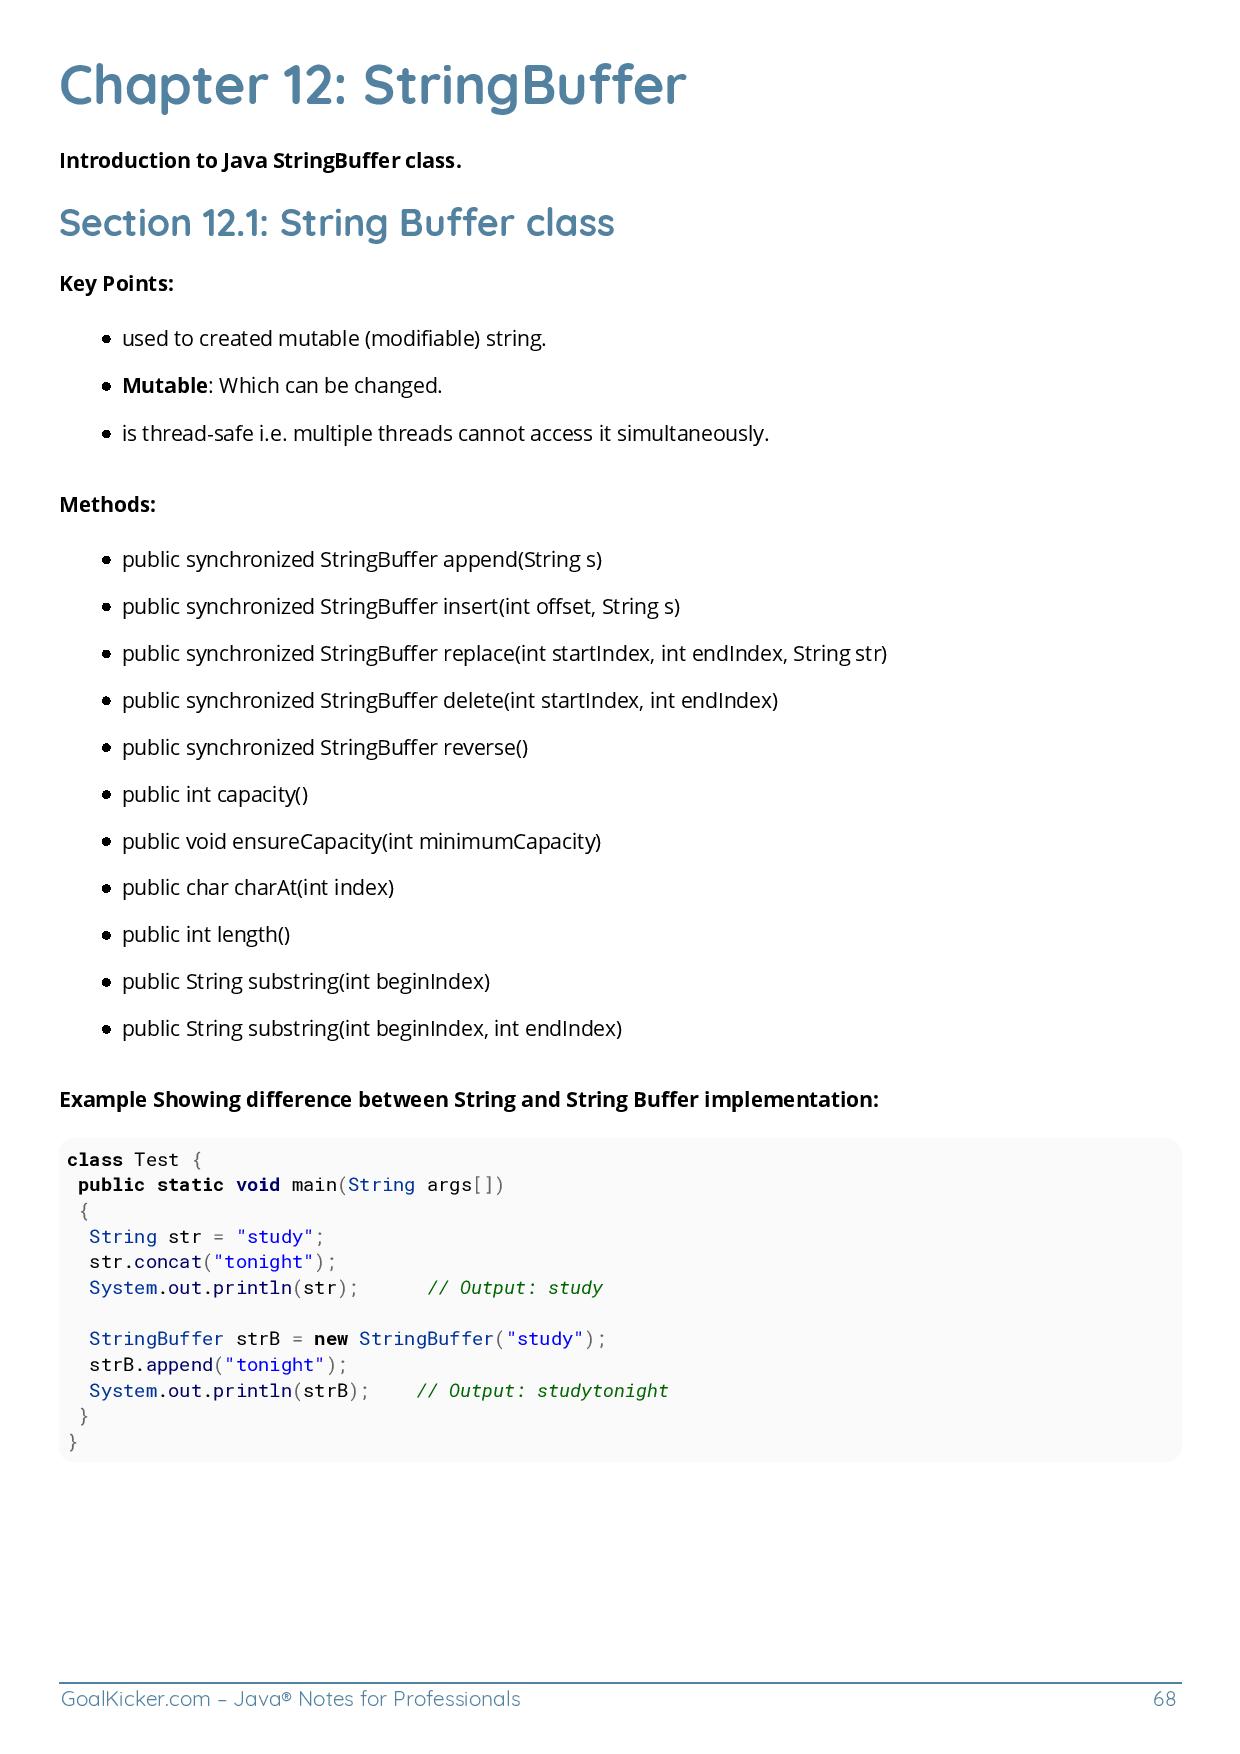 Chapter 12: StringBuffer
Introduction to Java StringBuffer class.
Section 12.1: String Buffer class
Key Points:
● used to created mutable (modifiable) string.
● Mutable: Which can be changed.
● is thread-safe i.e. multiple threads cannot access it simultaneously.
Methods:
● public synchronized StringBuffer append(String s)
● public synchronized StringBuffer insert(int offset, String s)
● public synchronized StringBuffer replace(int startIndex, int endIndex, String str)
● public synchronized StringBuffer delete(int startIndex, int endIndex)
● public synchronized StringBuffer reverse()
● public int capacity()
● public void ensureCapacity(int minimumCapacity)
● public char charAt(int index)
● public int length()
● public String substring(int beginIndex)
● public String substring(int beginIndex, int endIndex)
Example Showing difference between String and String Buffer implementation:
class Test {
 public static void main(String args[])
 {
  String str = "study";
  str.concat("tonight");
  System.out.println(str);      // Output: study
  StringBuffer strB = new StringBuffer("study");
  strB.append("tonight");
  System.out.println(strB);    // Output: studytonight
 }
}
GoalKicker.com – Java® Notes for Professionals 68